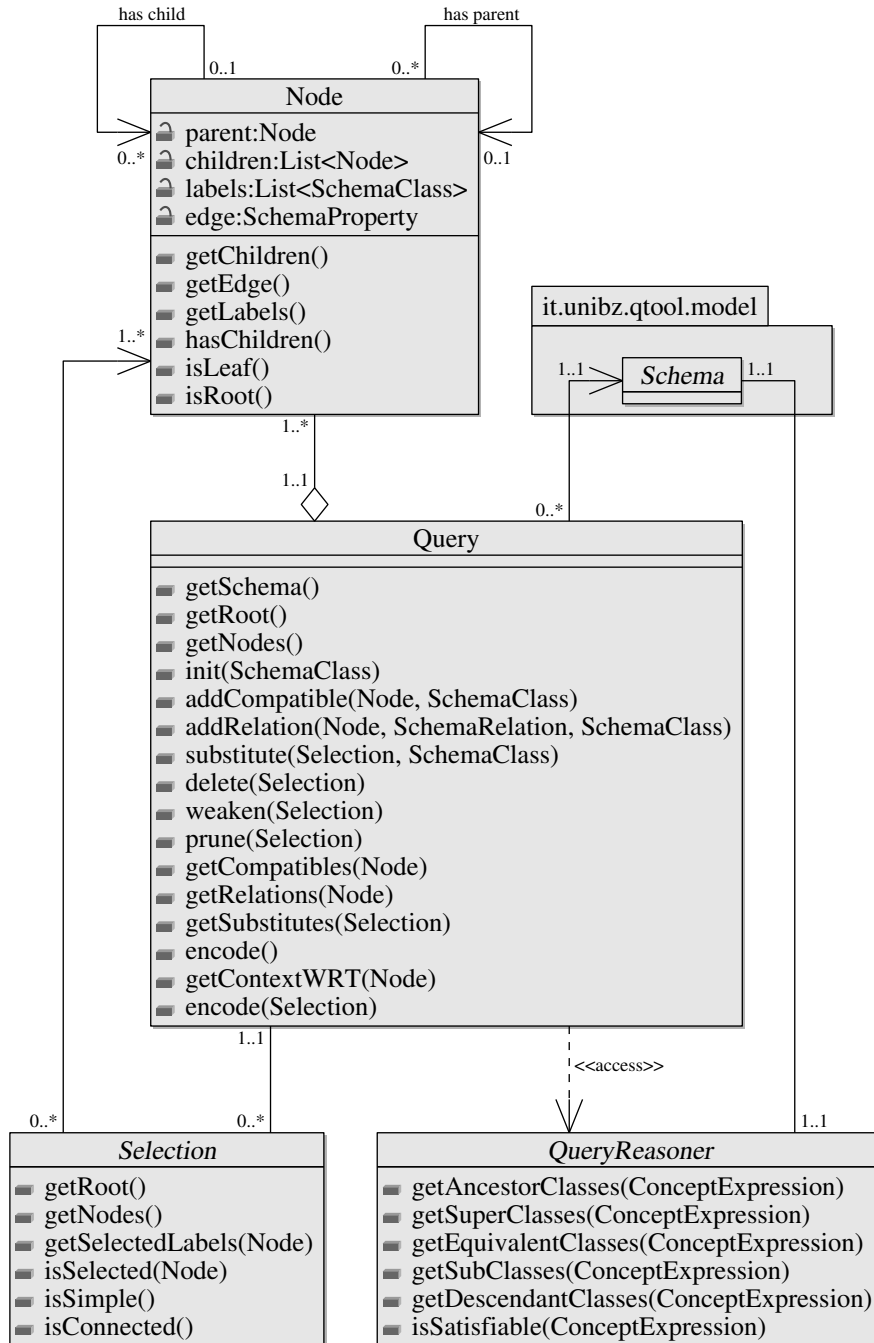 has child
has parent
0..1
0..*
Node
parent:Node
children:List<Node>
labels:List<SchemaClass>
edge:SchemaProperty
0..*
0..1
getChildren()
getEdge()
getLabels()
hasChildren()
isLeaf()
isRoot()
1..*
1..*
1..1
it.unibz.qtool.model
1..1
Schema
1..1
0..*
Query
getSchema()
getRoot()
getNodes()
init(SchemaClass)
addCompatible(Node, SchemaClass)
addRelation(Node, SchemaRelation, SchemaClass)
substitute(Selection, SchemaClass)
delete(Selection)
weaken(Selection)
prune(Selection)
getCompatibles(Node)
getRelations(Node)
getSubstitutes(Selection)
encode()
getContextWRT(Node)
encode(Selection)
1..1
<<access>>
0..*
0..*
1..1
Selection
getRoot()
getNodes()
getSelectedLabels(Node)
isSelected(Node)
isSimple()
isConnected()
QueryReasoner
getAncestorClasses(ConceptExpression)
getSuperClasses(ConceptExpression)
getEquivalentClasses(ConceptExpression)
getSubClasses(ConceptExpression)
getDescendantClasses(ConceptExpression)
isSatisfiable(ConceptExpression)